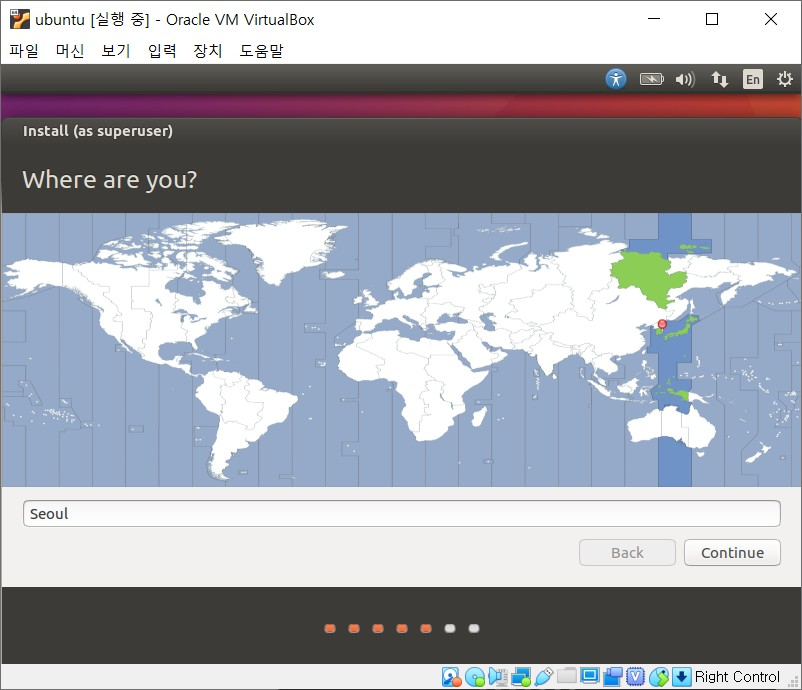 ubuntu [실행 중] - Oracle VM VirtualBox
파일 머신 보기 입력 장치 도움말
En
Install (as superuser)
Where are you?
Seoul
Back Continue
V Right Control